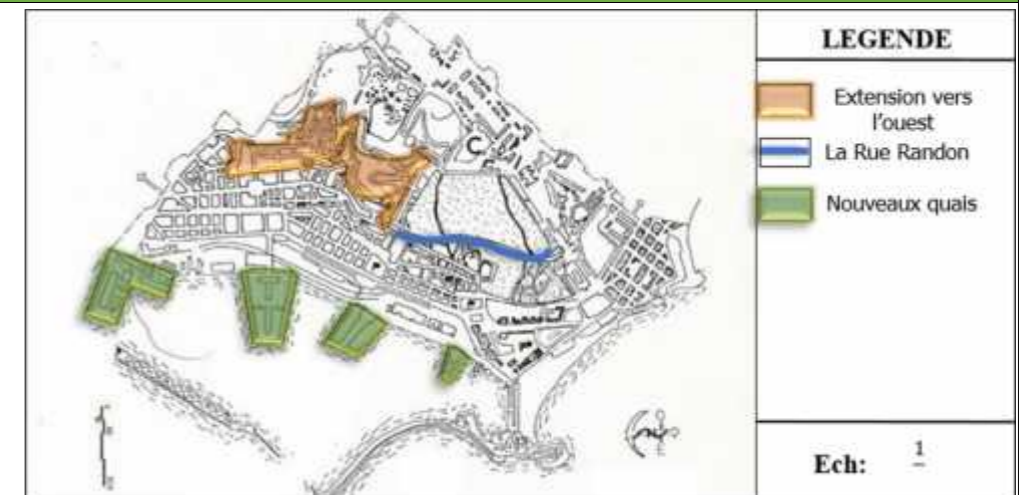 LEGENDE
Extension vers
l'ouest
La Rue Randon
Nouveaux quais
Ech: 1